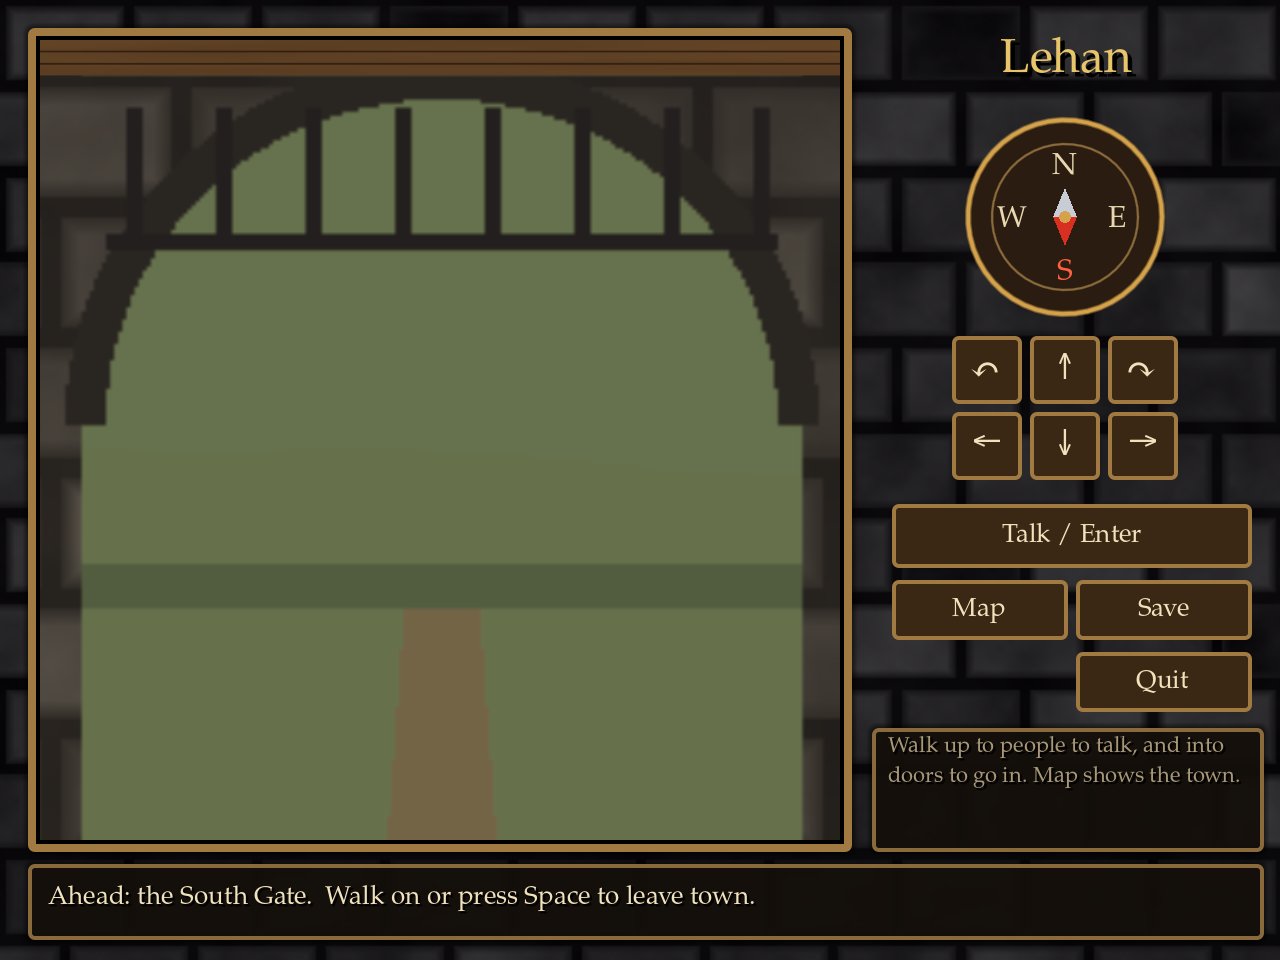 Lehan
N
W E
S
Talk / Enter
Map Save
Quit
Walk up to people to talk, and into
doors to go in. Map shows the town.
Ahead: the South Gate. Walk on or press Space to leave town.